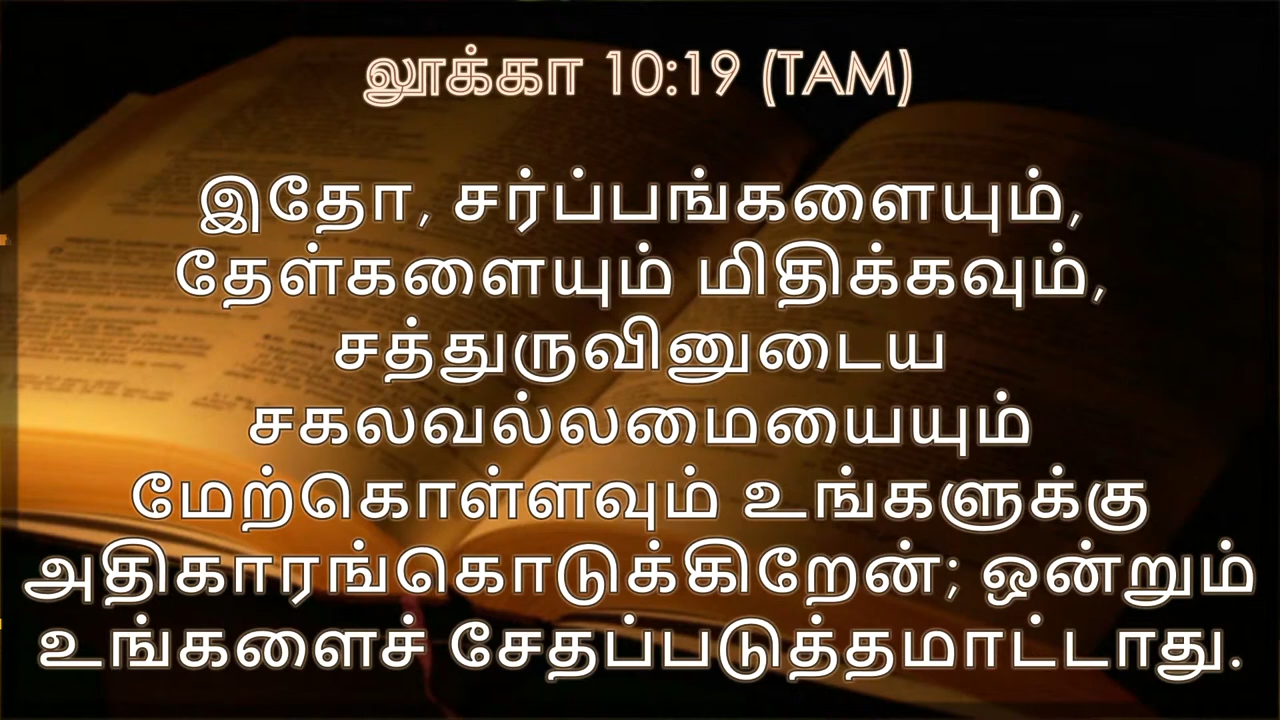 லூக்கா 10:19 (TAM)
இதோ, சர்ப்பங்களையும்,
தேள்களையும் மிதிக்கவும்,
சத்துருவினுடைய
சகலவல்லமையையும்
மேற்கொள்ளவும் உங்களுக்கு
அதிகாரங்கொடுக்கிறேன்; ஒன்றும்
உங்களைச் சேதப்படுத்தமாட்டாது.